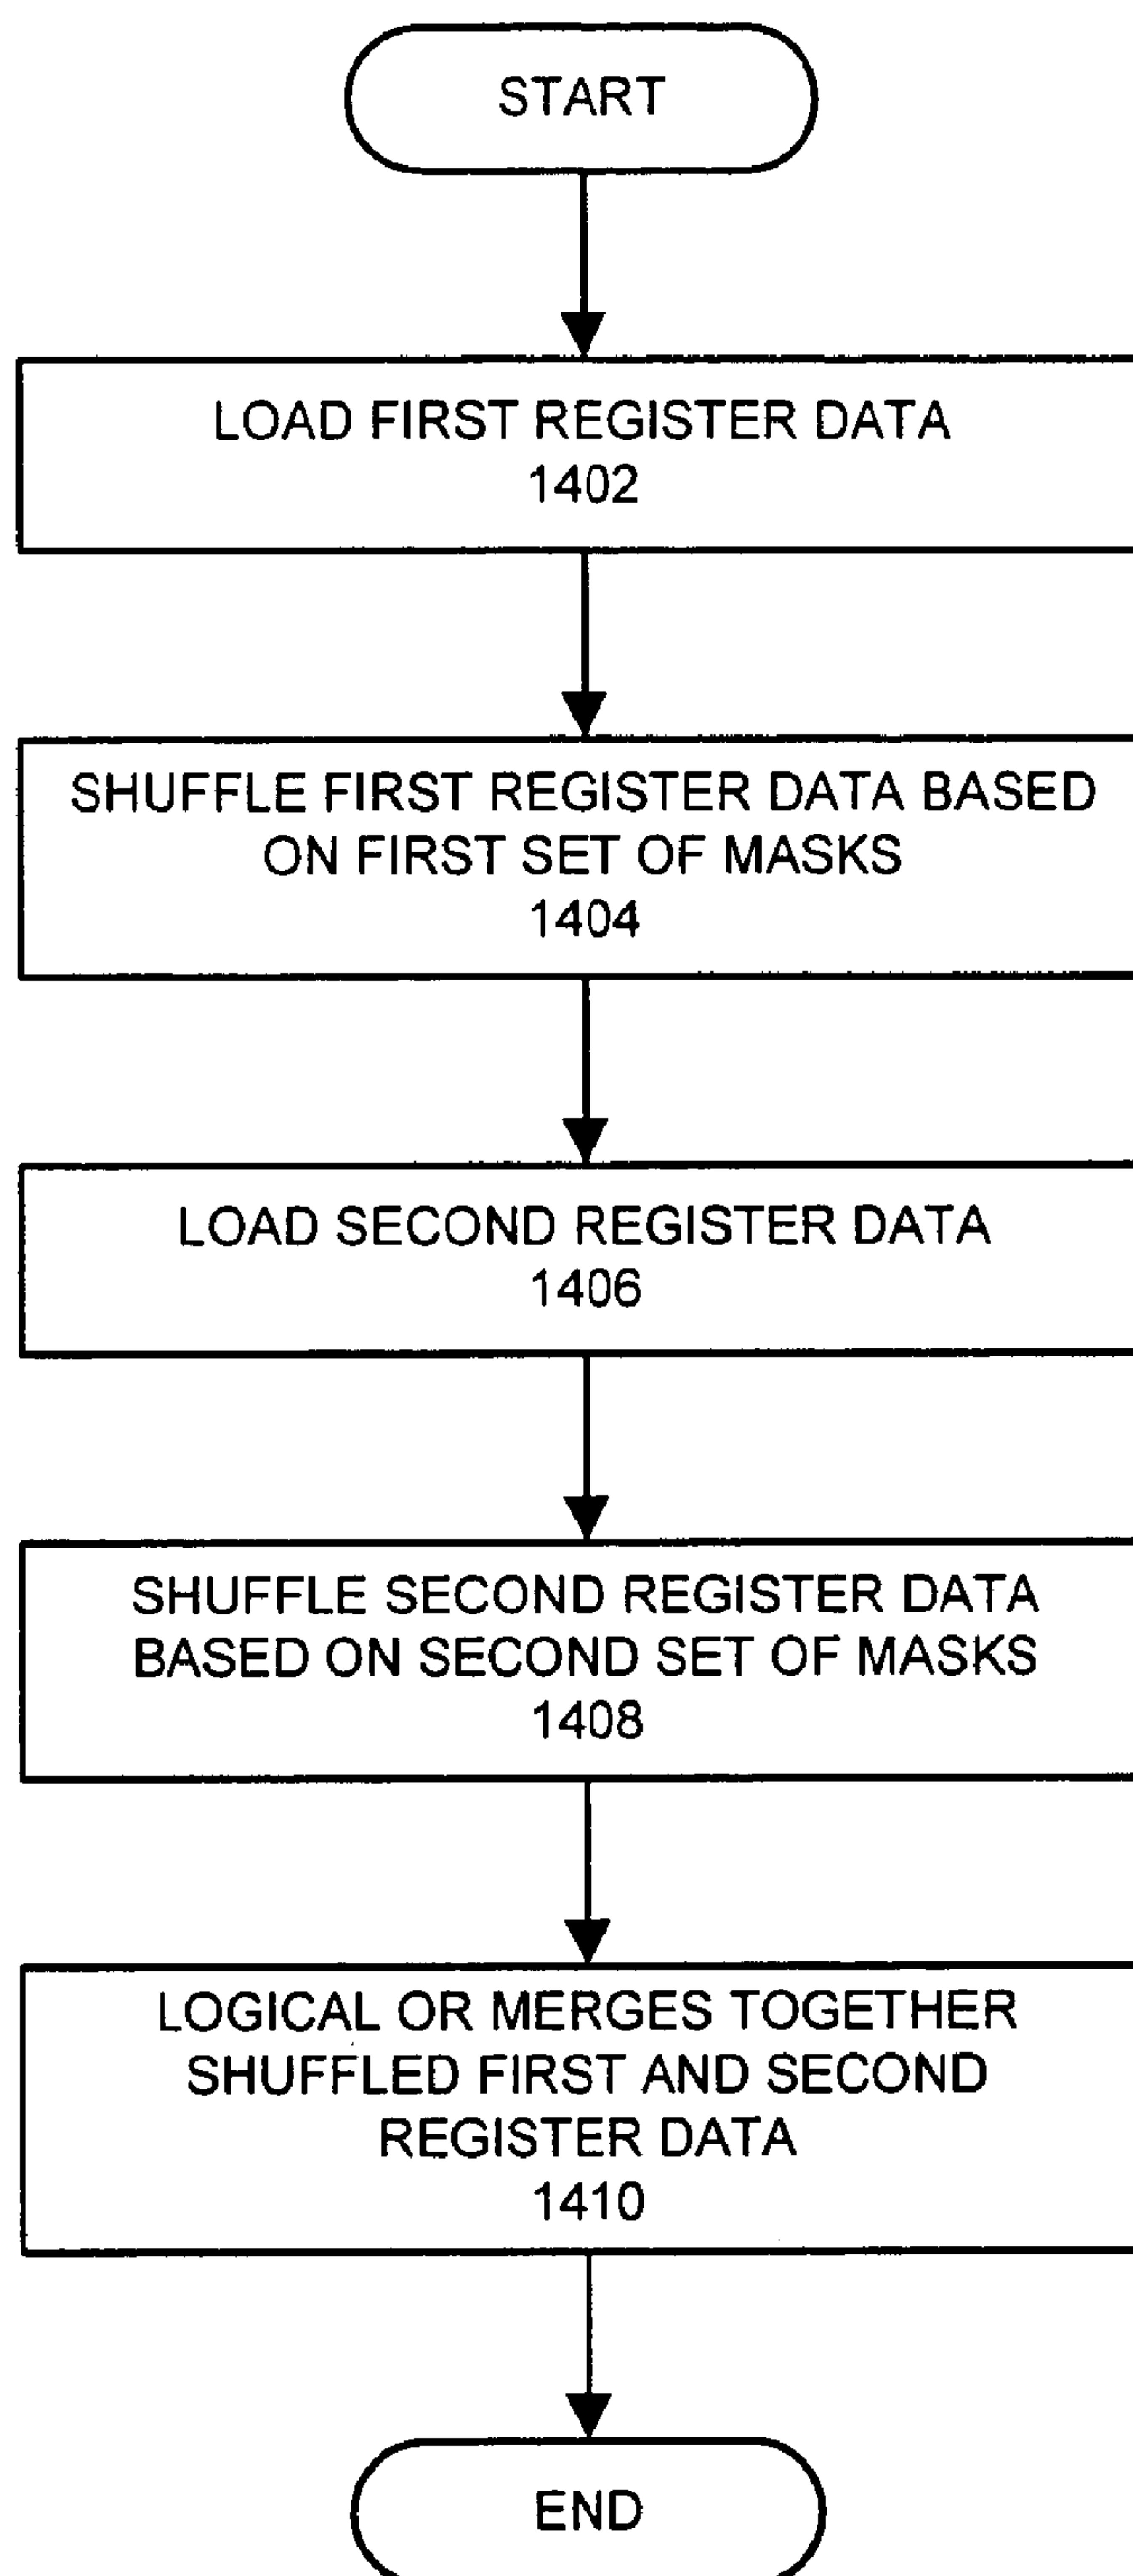 START
LOAD FIRST REGISTER DATA
1402
SHUFFLE FIRST REGISTER DATA BASED
ON FIRST SET OF MASKS
1404
LOAD SECOND REGISTER DATA
1406
SHUFFLE SECOND REGISTER DATA
BASED ON SECOND SET OF MASKS
1408
LOGICAL OR MERGES TOGETHER
SHUFFLED FIRST AND SECOND
REGISTER DATA
1410
END